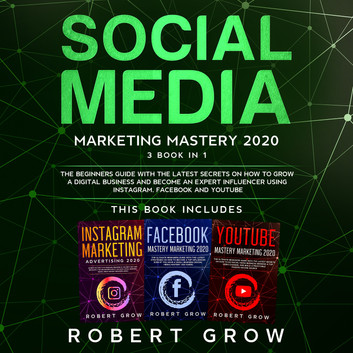 SOCIAL
MEDIA
MARKETING MASTERY 2020
3 BOOK IN 1
THE BEGINNERS GUIDE WITH THE LATEST SECRETS ON HOW TO GROW
A DIGITAL BUSINESS AND BECOME AN EXPERT INFLUENCER USING
INSTAGRAM, FACEBOOK AND YOUTUBE
THIS BOOK INCLUDES
INSTAGRAM
MARKETING
ADVERTISING 2020
ROBERT GROW
FACEBOOK
MASTERY MARKETING 2020
ROBERT GROW
YOUTUBE
MASTERY MARKETING 2020
ROBERT GROW
ROBERT GROW